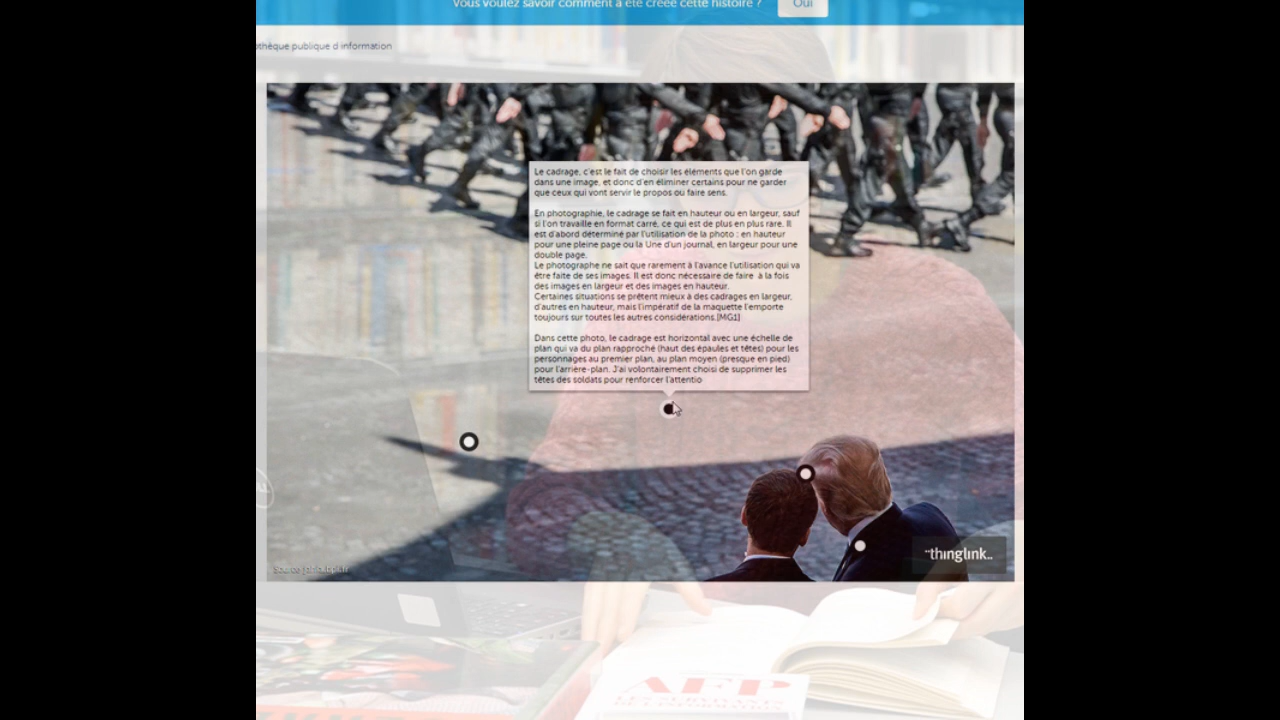 Vous voulez savoir comment a été créée cette histoire ? Oui
othèque publique d information
Le cadrage, c'est le fait de choisir les éléments que l'on garde
dans une image, et donc d'en éliminer certains pour ne garder
que ceux qui vont servir le propos ou faire sens.
En photographie, le cadrage se fait en hauteur ou en largeur, sauf
si l'on travaille en format carré, ce qui est de plus en plus rare. Il
est d'abord déterminé par l'utilisation de la photo : en hauteur
pour une pleine page ou la Une d'un journal, en largeur pour une
double page.
Le photographe ne sait que rarement à l'avance l'utilisation qui va
être faite de ses images. Il est donc nécessaire de faire à la fois
des images en largeur et des images en hauteur.
Certaines situations se prêtent mieux à des cadrages en largeur,
d'autres en hauteur, mais l'impératif de la maquette l'emporte
toujours sur toutes les autres considérations.[MG1]
Dans cette photo, le cadrage est horizontal avec une échelle de
plan qui va du plan rapproché (haut des épaules et têtes) pour les
personnages au premier plan, au plan moyen (presque en pied)
pour l'arrière-plan. J'ai volontairement choisi de supprimer les
têtes des soldats pour renforcer l'attentio
thinglink..
Source
AFP
LES SURVIVANTS
DE L'INFORMATION